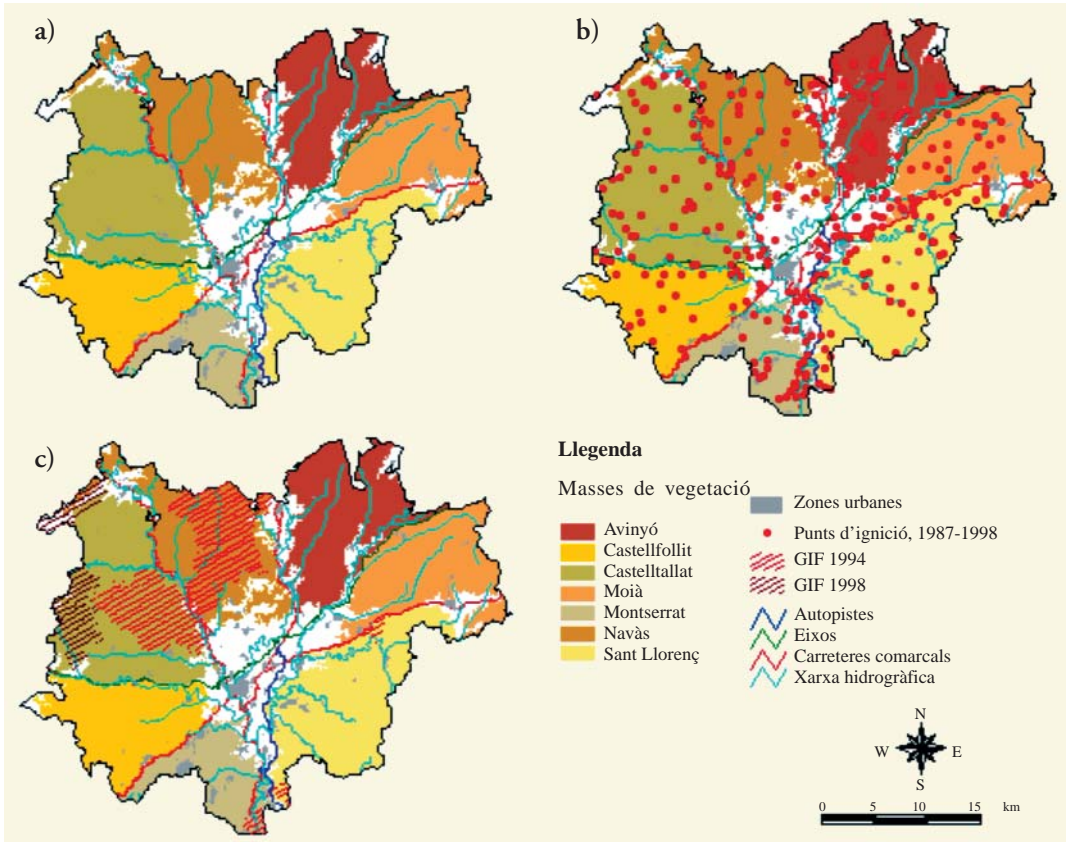 a)
b)
c)
Llegenda
Masses de vegetació
Avinyó
Castellfollit
Castelltallat
Moià
Montserrat
Navàs
Sant Llorenç
Zones urbanes
Punts d'ignició, 1987-1998
GIF 1994
GIF 1998
Autopistes
Eixos
Carreteres comarcals
Xarxa hidrogràfica
N
W E
S
0 5 10 15 km